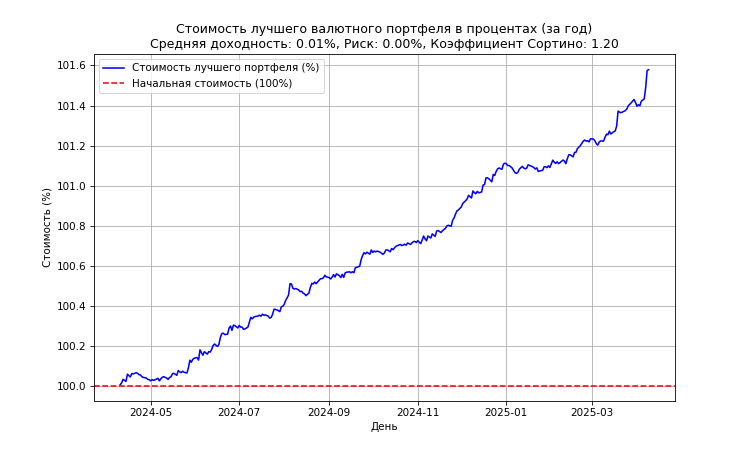 Стоимость лучшего валютного портфеля в процентах (за год)
Средняя доходность: 0.01%, Риск: 0.00%, Коэффициент Сортино: 1.20
Стоимость лучшего портфеля (%)
Начальная стоимость (100%)
Стоимость (%)
101.6
101.4
101.2
101.0
100.8
100.6
100.4
100.2
100.0
2024-05 2024-07 2024-09 2024-11 2025-01 2025-03
День